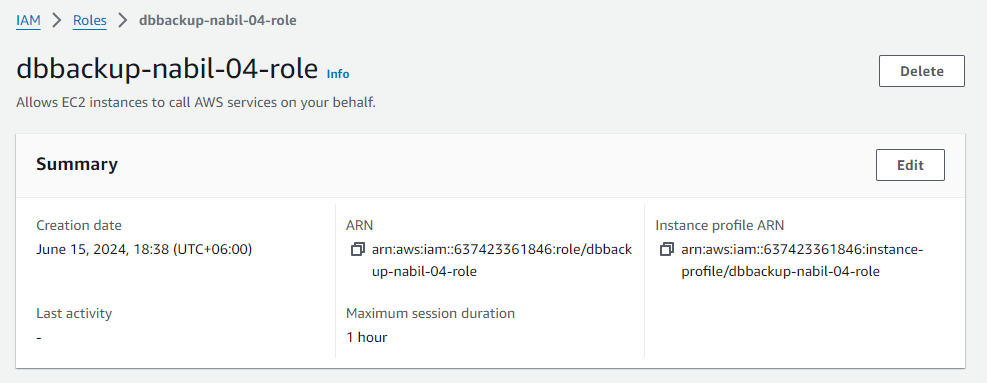 IAM > Roles > dbbackup-nabil-04-role
dbbackup-nabil-04-role Info
Delete
Allows EC2 instances to call AWS services on your behalf.
Summary
Edit
Creation date
June 15, 2024, 18:38 (UTC+06:00)
ARN
arn:aws:iam::637423361846:role/dbback
up-nabil-04-role
Instance profile ARN
arn:aws:iam::637423361846:instance-
profile/dbbackup-nabil-04-role
Last activity
-
Maximum session duration
1 hour